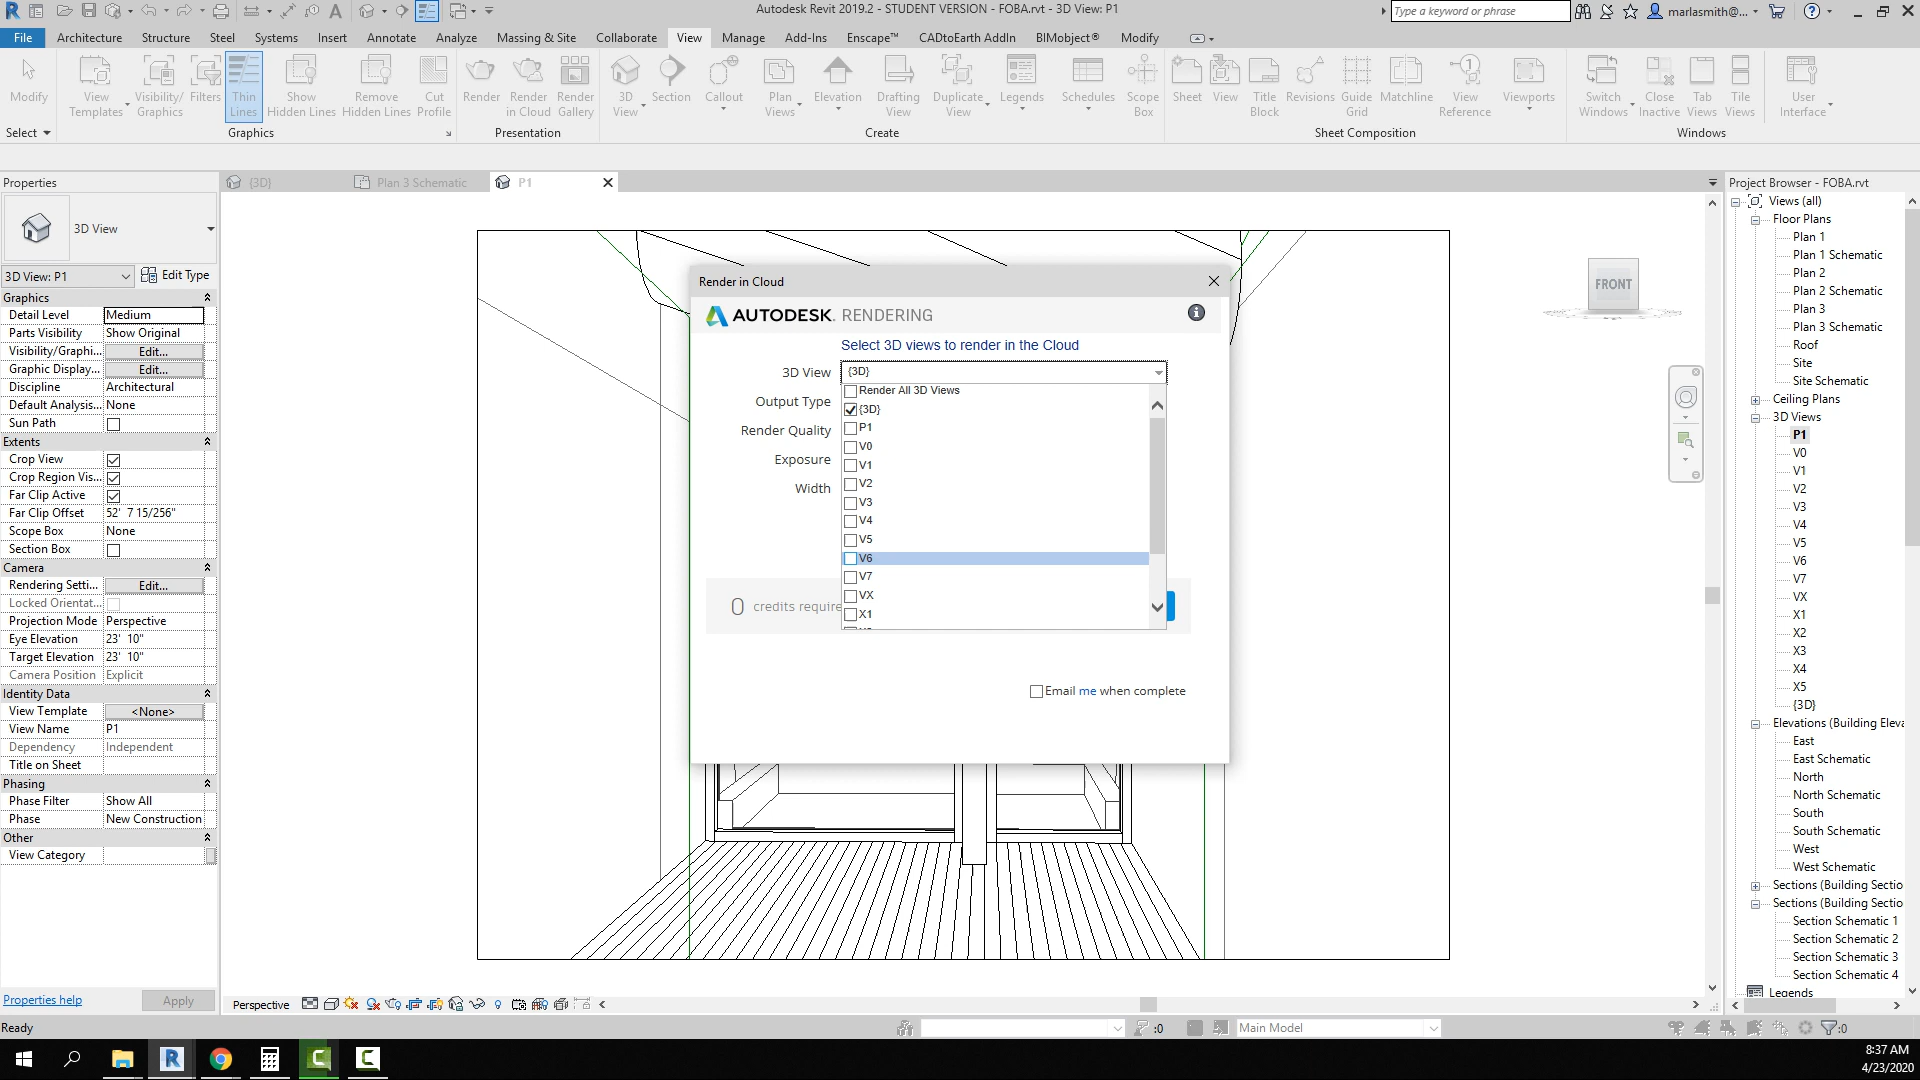 Autodesk Revit 2019.2 - STUDENT VERSION - FOBA.rvt - 3D View: P1
Type a keyword or phrase
marlasmith@...
File Architecture Structure Steel Systems Insert Annotate Analyze Massing & Site Collaborate View Manage Add-Ins Enscape™ CADtoEarth AddIn BIMobject® Modify
Modify
View Templates
Visibility/ Graphics
Filters
Thin Lines
Show Hidden Lines
Remove Hidden Lines
Cut Profile
Render
Render in Cloud
Render Gallery
3D View
Section
Callout
Plan Views
Elevation
Drafting View
Duplicate View
Legends
Schedules
Scope Box
Sheet
View
Title Block
Revisions
Guide Grid
Matchline
View Reference
Viewports
Switch Windows
Close Inactive
Tab Views
Tile Views
User Interface
Select
Graphics
Presentation
Create
Sheet Composition
Windows
Properties
3D View
3D View: P1
Edit Type
Graphics
Detail Level Medium
Parts Visibility Show Original
Visibility/Graphi... Edit...
Graphic Display... Edit...
Discipline Architectural
Default Analysis... None
Sun Path
Extents
Crop View
Crop Region Vis...
Far Clip Active
Far Clip Offset 52' 7 15/256"
Scope Box None
Section Box
Camera
Rendering Setti... Edit...
Locked Orientat...
Projection Mode Perspective
Eye Elevation 23' 10"
Target Elevation 23' 10"
Camera Position Explicit
Identity Data
View Template <None>
View Name P1
Dependency Independent
Title on Sheet
Phasing
Phase Filter Show All
Phase New Construction
Other
View Category
Properties help
Apply
{3D}
Plan 3 Schematic
P1
FRONT
Render in Cloud
AUTODESK. RENDERING
Select 3D views to render in the Cloud
3D View {3D}
Output Type
Render Quality
Exposure
Width
Render All 3D Views
{3D}
P1
V0
V1
V2
V3
V4
V5
V6
V7
VX
X1
0 credits require
Email me when complete
Project Browser - FOBA.rvt
Views (all)
Floor Plans
Plan 1
Plan 1 Schematic
Plan 2
Plan 2 Schematic
Plan 3
Plan 3 Schematic
Roof
Site
Site Schematic
Ceiling Plans
3D Views
P1
V0
V1
V2
V3
V4
V5
V6
V7
VX
X1
X2
X3
X4
X5
{3D}
Elevations (Building Eleva
East
East Schematic
North
North Schematic
South
South Schematic
West
West Schematic
Sections (Building Sectio
Sections (Building Sectio
Section Schematic 1
Section Schematic 2
Section Schematic 3
Section Schematic 4
Legends
Perspective
Ready
:0
Main Model
:0
8:37 AM
4/23/2020